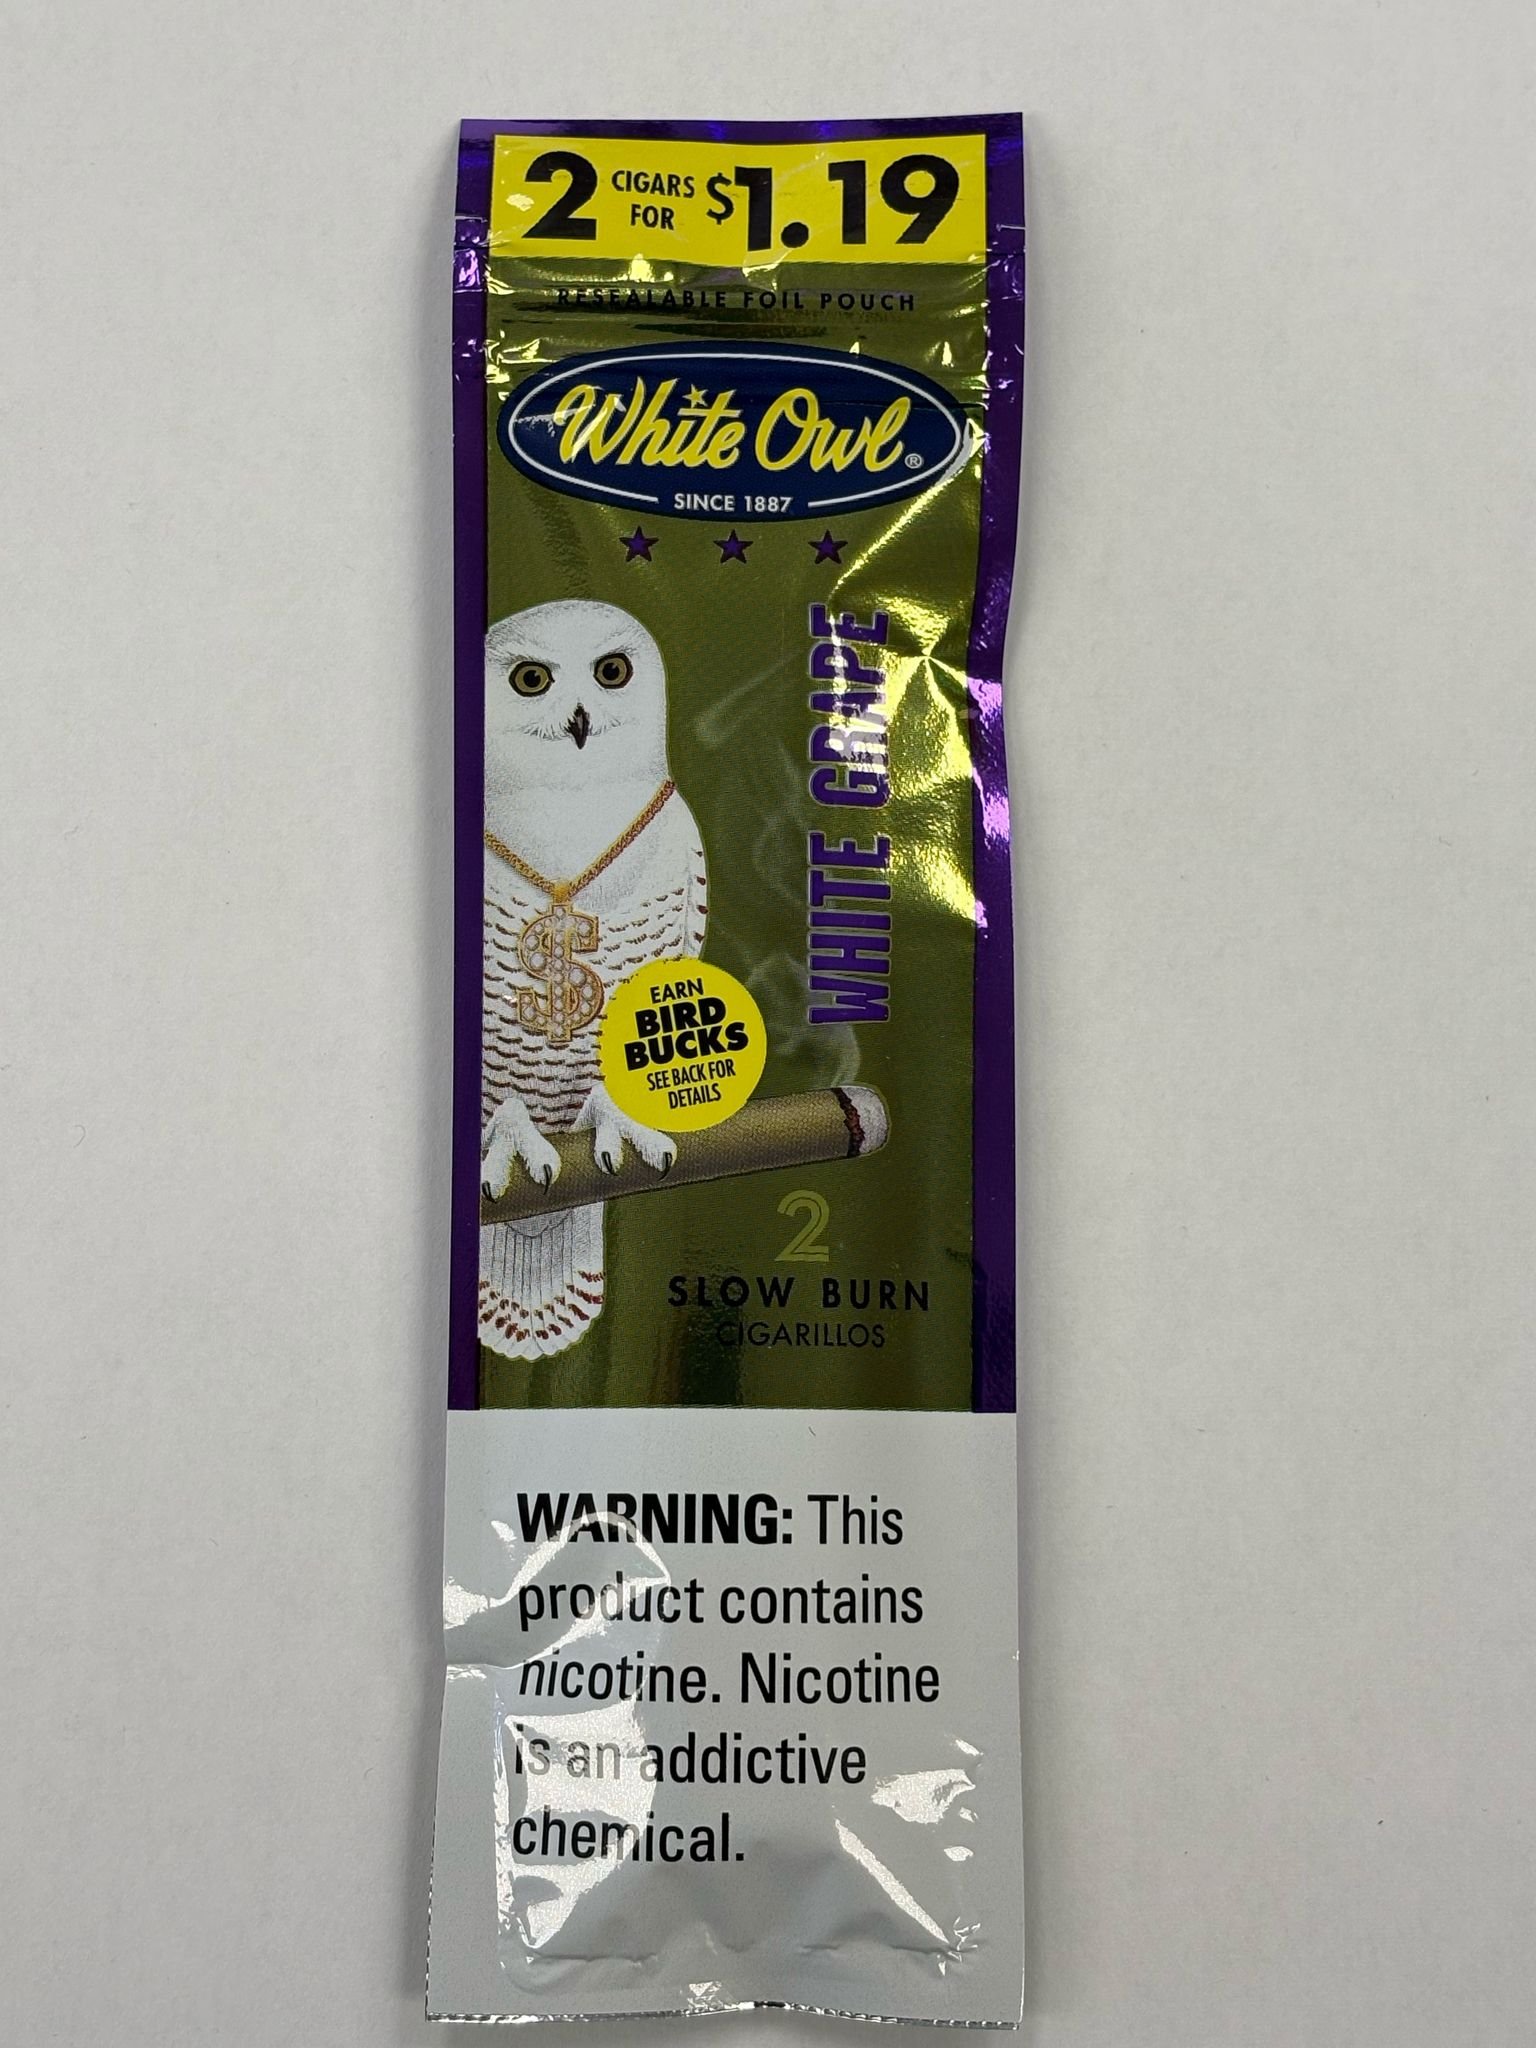 2 CIGARS FOR $1.19
RESEALABLE FOIL POUCH
White Owl®
SINCE 1887
WHITE GRAPE
$
EARN
BIRD
BUCKS
SEE BACK FOR
DETAILS
2
SLOW BURN
CIGARILLOS
WARNING: This
product contains
nicotine. Nicotine
is an addictive
chemical.